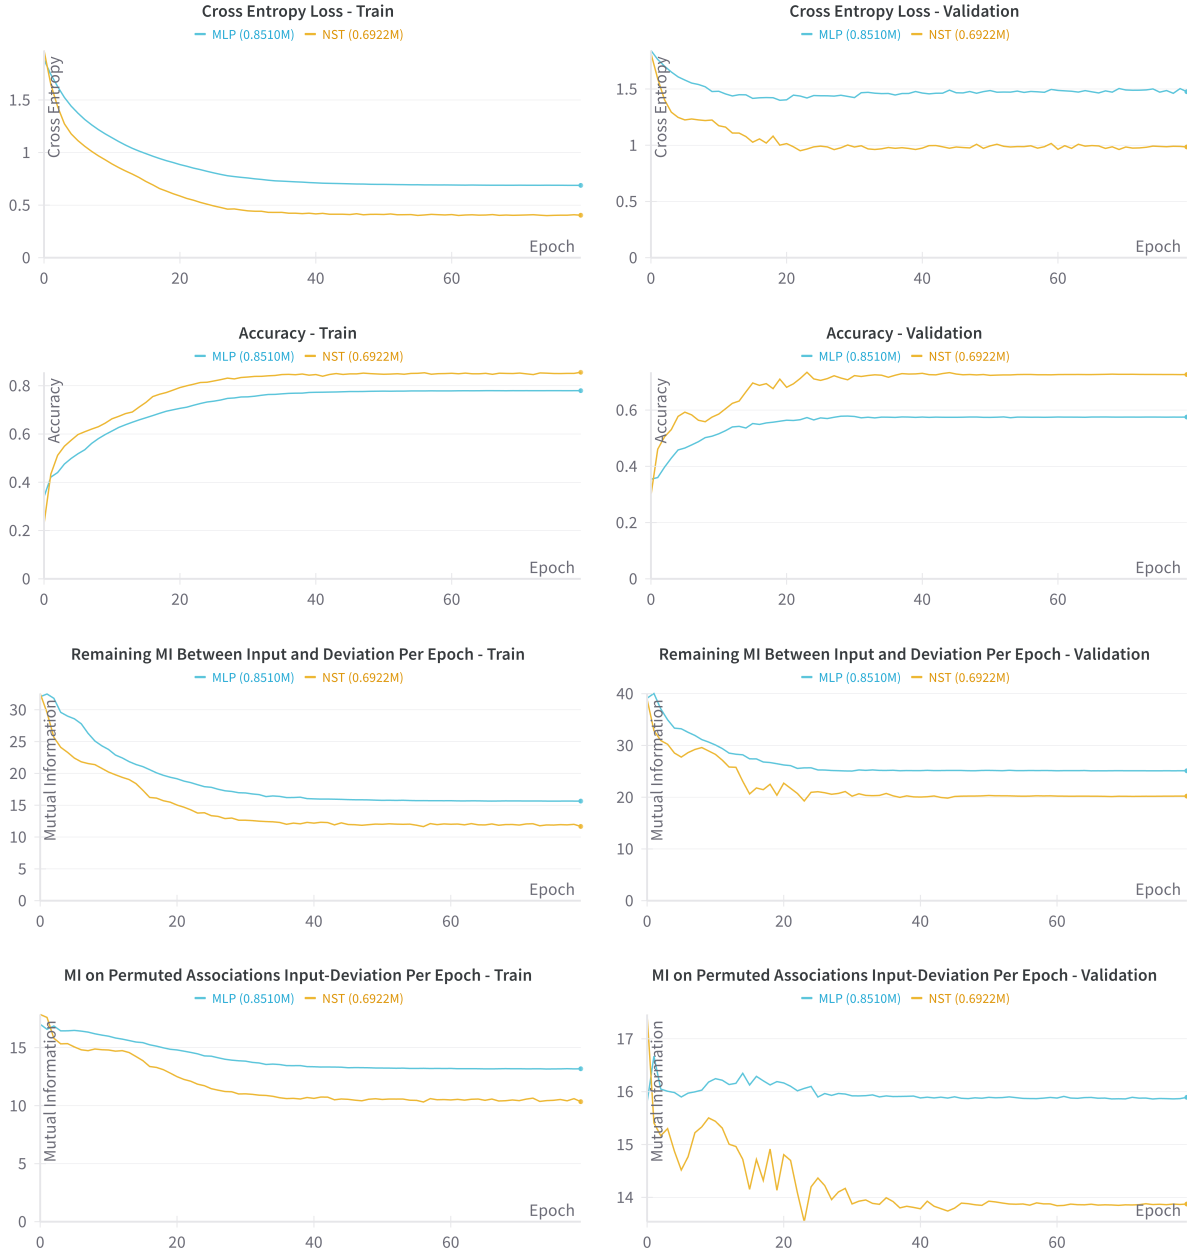 Cross Entropy Loss - Train
MLP (0.8510M) NST (0.6922M)
Cross Entropy
1.5
1
0.5
0
Epoch
0 20 40 60
Cross Entropy Loss - Validation
MLP (0.8510M) NST (0.6922M)
Cross Entropy
1.5
1
0.5
0
Epoch
0 20 40 60
Accuracy - Train
MLP (0.8510M) NST (0.6922M)
Accuracy
0.8
0.6
0.4
0.2
0
Epoch
0 20 40 60
Accuracy - Validation
MLP (0.8510M) NST (0.6922M)
Accuracy
0.6
0.4
0.2
0
Epoch
0 20 40 60
Remaining MI Between Input and Deviation Per Epoch - Train
MLP (0.8510M) NST (0.6922M)
Mutual Information
30
25
20
15
10
5
0
Epoch
0 20 40 60
Remaining MI Between Input and Deviation Per Epoch - Validation
MLP (0.8510M) NST (0.6922M)
Mutual Information
40
30
20
10
0
Epoch
0 20 40 60
MI on Permuted Associations Input-Deviation Per Epoch - Train
MLP (0.8510M) NST (0.6922M)
Mutual Information
15
10
5
0
Epoch
0 20 40 60
MI on Permuted Associations Input-Deviation Per Epoch - Validation
MLP (0.8510M) NST (0.6922M)
Mutual Information
17
16
15
14
Epoch
0 20 40 60